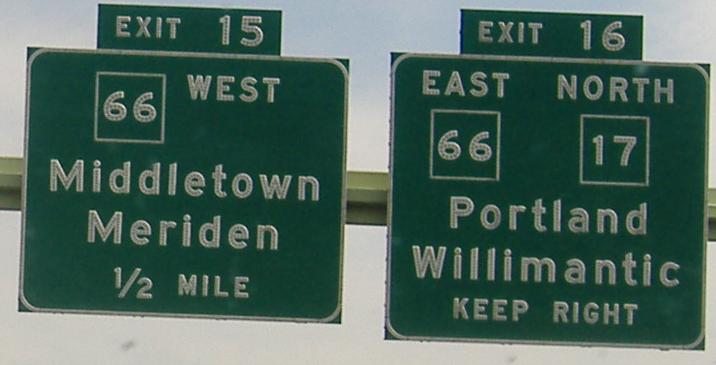 EXIT 15
66 WEST
Middletown
Meriden
1/2 MILE
EXIT 16
EAST NORTH
66 17
Portland
Willimantic
KEEP RIGHT